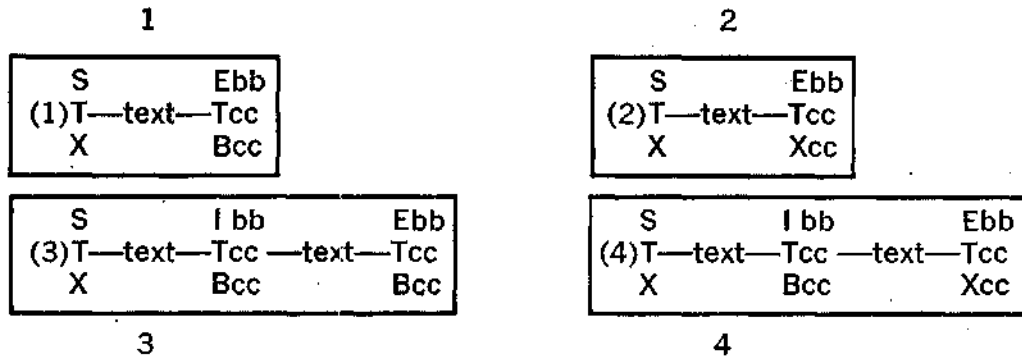 1
S Ebb
(1)T—text—Tcc
X Bcc
2
S Ebb
(2)T—text—Tcc
X Xcc
S I bb Ebb
(3)T—text—Tcc —text—Tcc
X Bcc Bcc
3
S I bb Ebb
(4)T—text—Tcc —text—Tcc
X Bcc Xcc
4